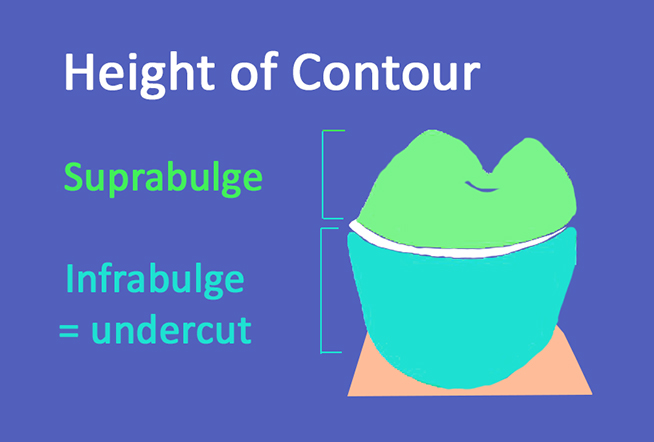 Height of Contour
Suprabulge
Infrabulge
= undercut